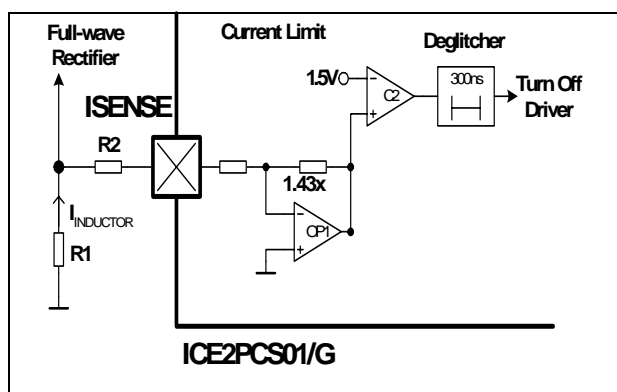 Full-wave
Rectifier
Current Limit
Deglitcher
1.5V
C2
300ns
Turn Off
Driver
ISENSE
R2
1.43x
I INDUCTOR
R1
OP1
ICE2PCS01/G